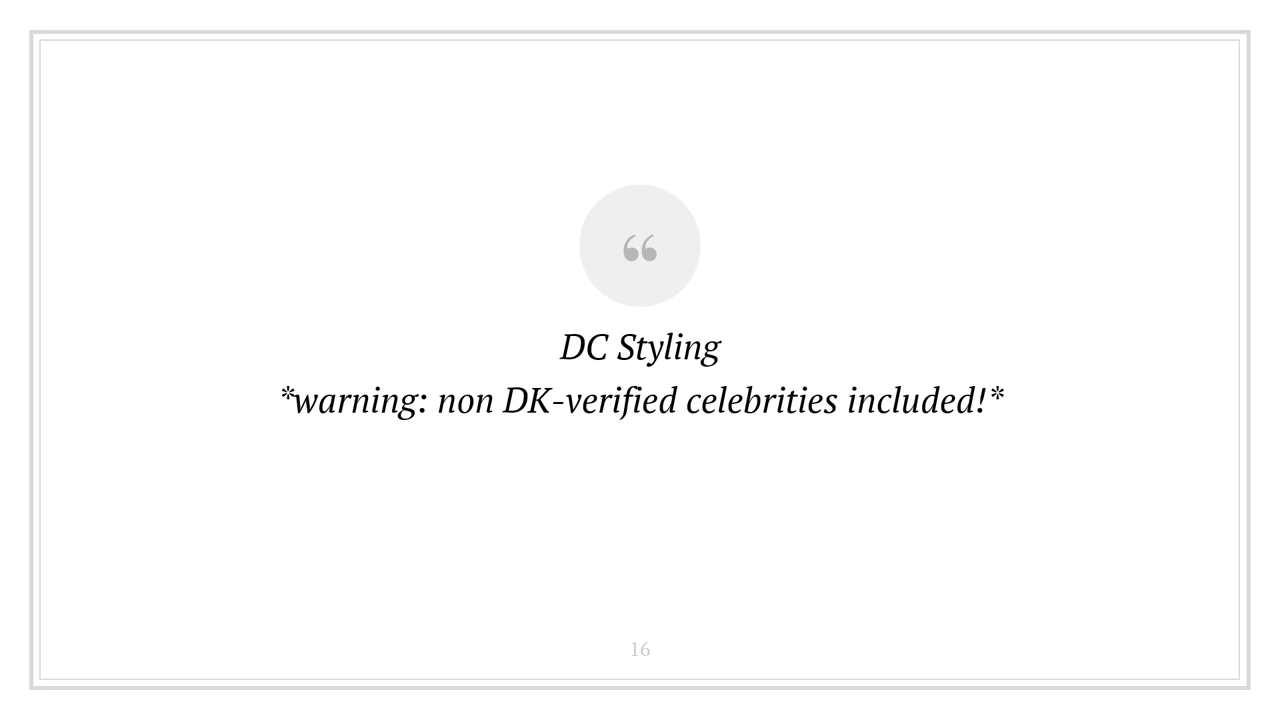 “
DC Styling
*warning: non DK-verified celebrities included!*
16